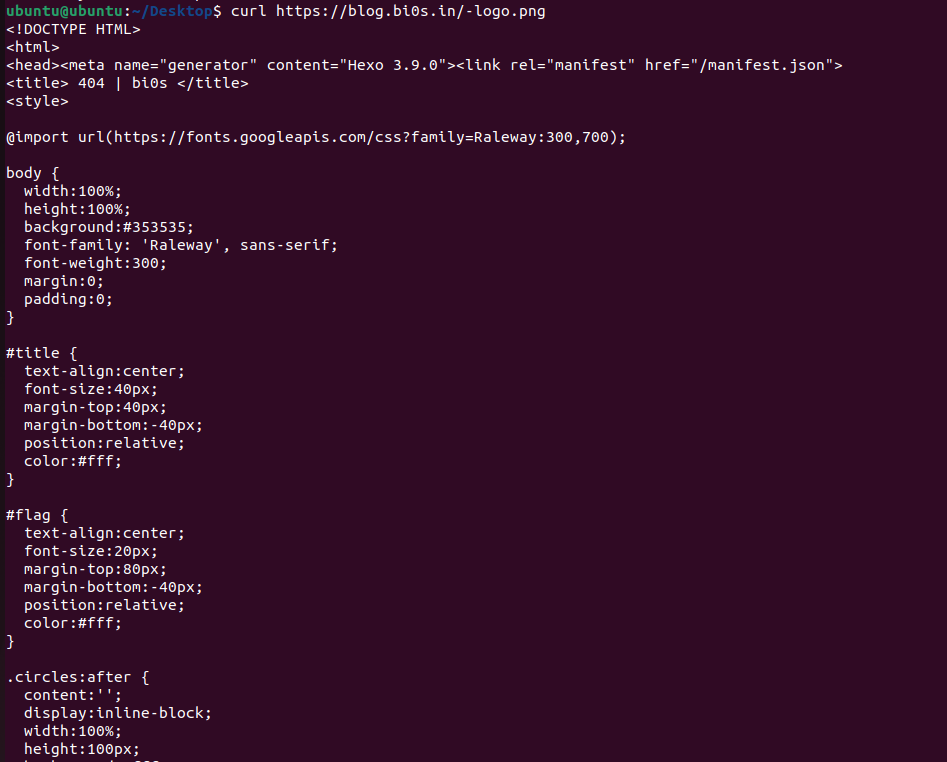 ubuntu@ubuntu:~/Desktop$ curl https://blog.bi0s.in/-logo.png
<!DOCTYPE HTML>
<html>
<head><meta name="generator" content="Hexo 3.9.0"><link rel="manifest" href="/manifest.json">
<title> 404 | bi0s </title>
<style>

@import url(https://fonts.googleapis.com/css?family=Raleway:300,700);

body {
  width:100%;
  height:100%;
  background:#353535;
  font-family: 'Raleway', sans-serif;
  font-weight:300;
  margin:0;
  padding:0;
}

#title {
  text-align:center;
  font-size:40px;
  margin-top:40px;
  margin-bottom:-40px;
  position:relative;
  color:#fff;
}

#flag {
  text-align:center;
  font-size:20px;
  margin-top:80px;
  margin-bottom:-40px;
  position:relative;
  color:#fff;
}

.circles:after {
  content:'';
  display:inline-block;
  width:100%;
  height:100px;